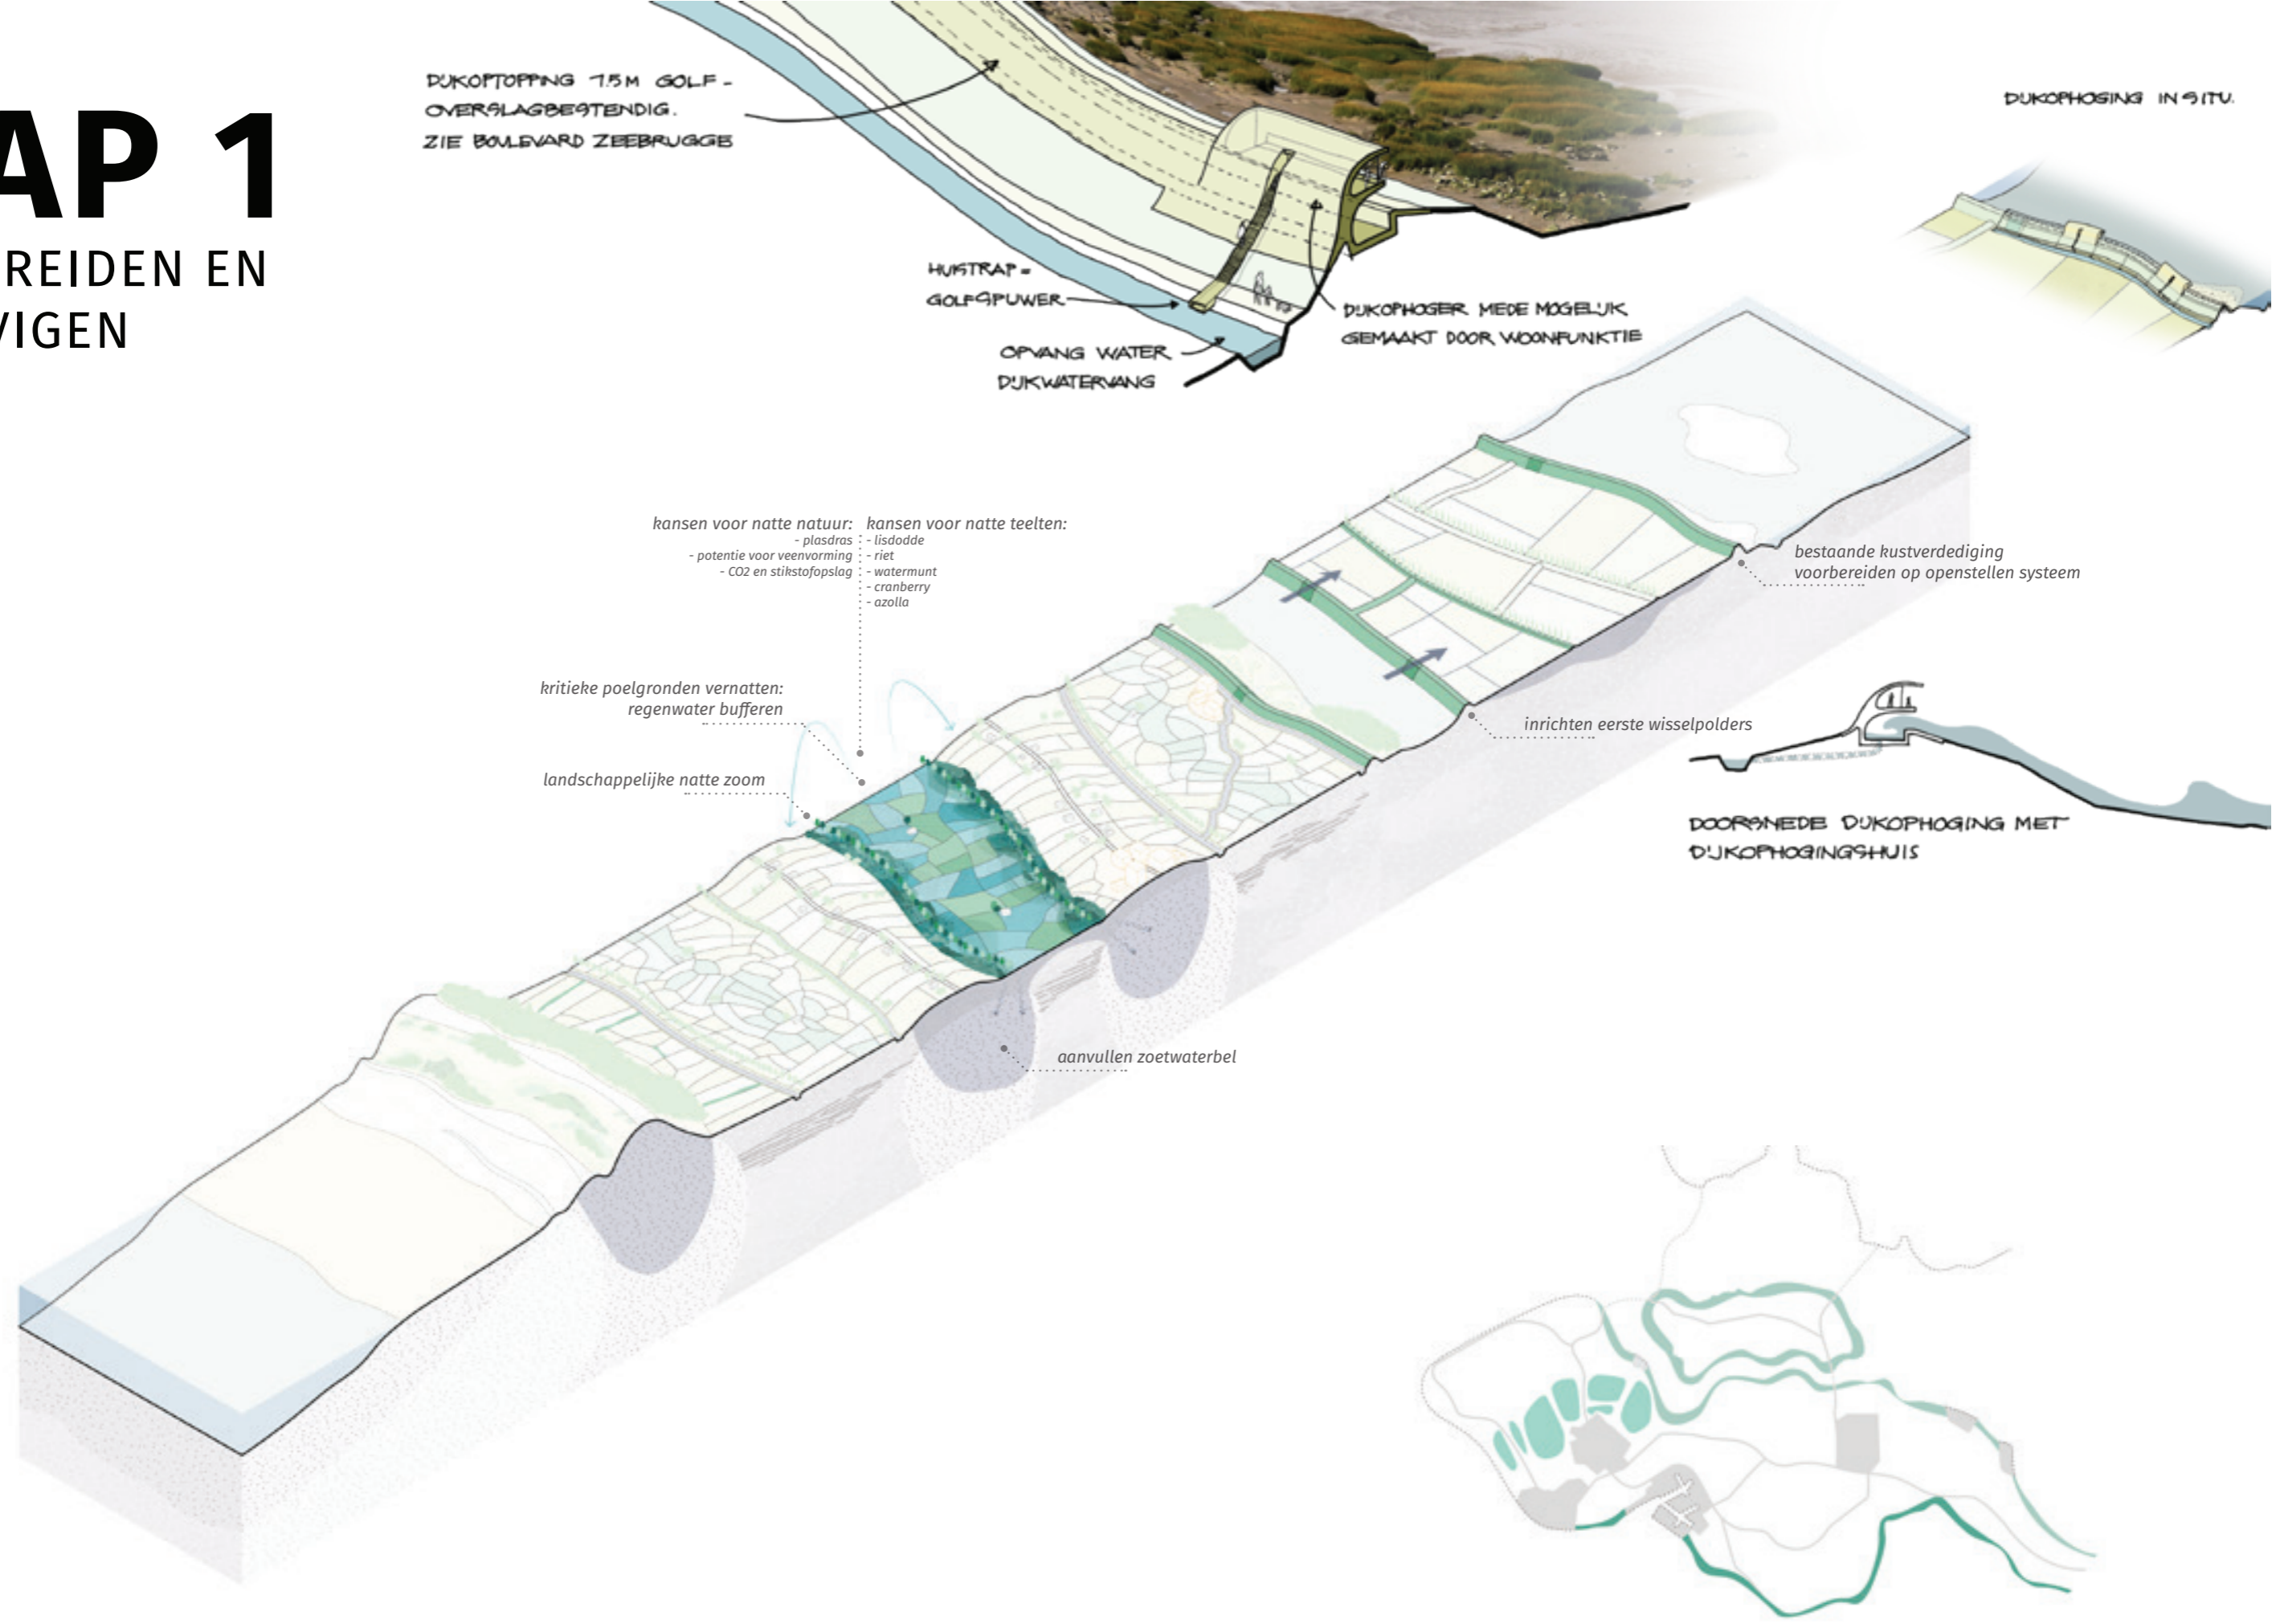 AP 1
REIDEN EN
VIGEN
DIJKOPTOPPING 7.5M GOLF-
OVERSLAGBESTENDIG.
ZIE BOULEVARD ZEEBRUGGE
HUISTRAP =
GOLFSPUWER
OPVANG WATER
DIJKWATERVANG
DIJKOPHOGER MEDE MOGELIJK
GEMAAKT DOOR WOONFUNKTIE
DIJKOPHOGING IN SITU.
kansen voor natte natuur:
- plasdras
- potentie voor veenvorming
- CO2 en stikstofopslag
kansen voor natte teelten:
- lisdodde
- riet
- watermunt
- cranberry
- azolla
bestaande kustverdediging
voorbereiden op openstellen systeem
kritieke poelgronden vernatten:
regenwater bufferen
inrichten eerste wisselpolders
landschappelijke natte zoom
DOORSNEDE DIJKOPHOGING MET
DIJKOPHOGINGSHUIS
aanvullen zoetwaterbel